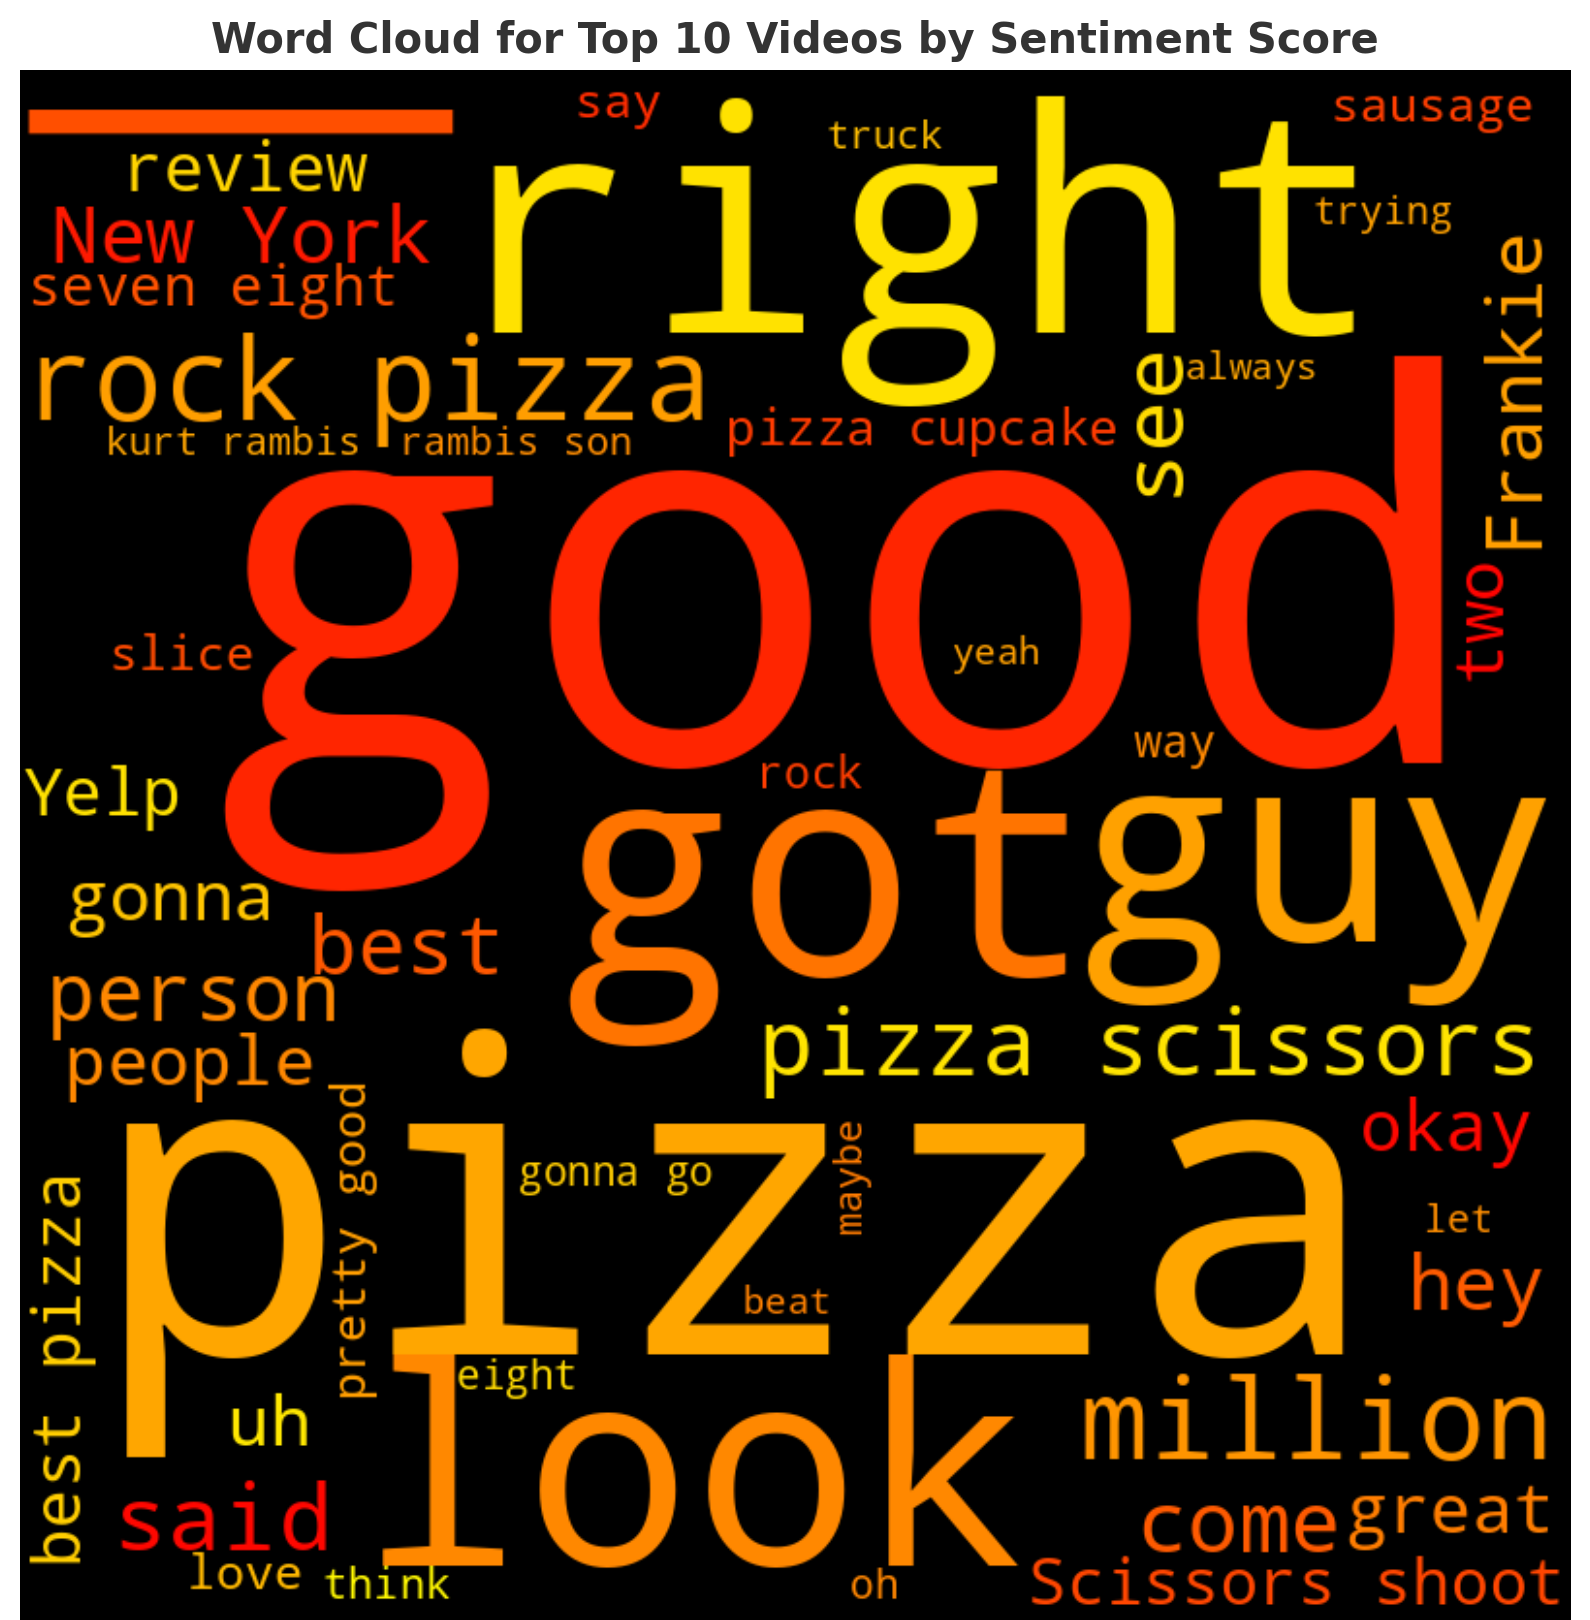 Word Cloud for Top 10 Videos by Sentiment Score
say
sausage
right
truck
review
trying
New York
seven eight
Frankie
rock pizza
see
always
pizza cupcake
kurt rambis
rambis son
good
two
slice
yeah
way
rock
Yelp
got
guy
gonna
best
person
pizza scissors
people
okay
pizza
pretty good
maybe
gonna go
best pizza
let
hey
beat
look
eight
million
uh
said
come
great
love
think
oh
Scissors shoot